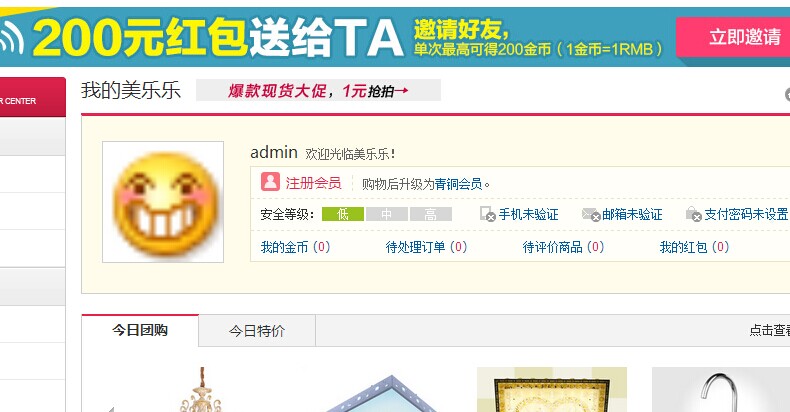 200元红包送给TA
邀请好友,
单次最高可得200金币（1金币=1RMB）
立即邀请
R CENTER
我的美乐乐
爆款现货大促，1元抢拍→
admin 欢迎光临美乐乐！
注册会员 购物后升级为青铜会员。
安全等级： 低 中 高 手机未验证 邮箱未验证 支付密码未设置
我的金币（0） 待处理订单（0） 待评价商品（0） 我的红包（0）
今日团购 今日特价 点击查看